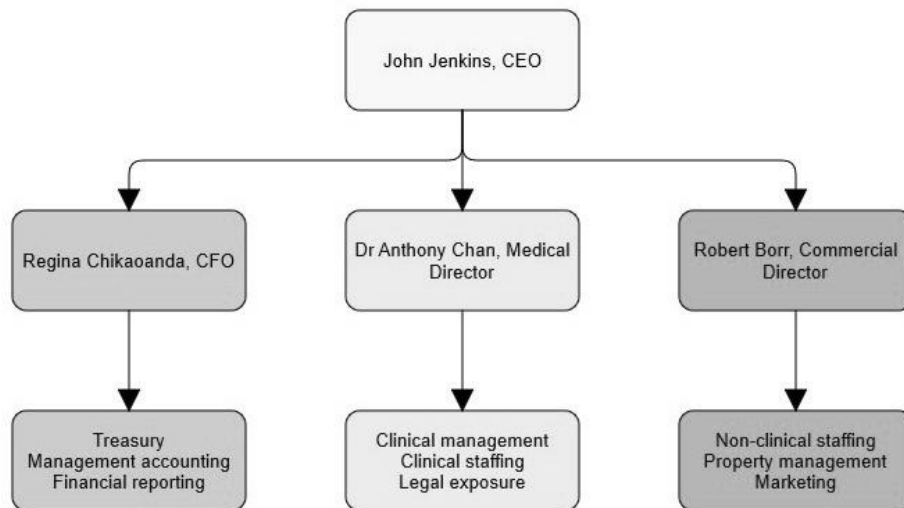 John Jenkins, CEO
Regina Chikaoanda, CFO
Dr Anthony Chan, Medical
Director
Robert Borr, Commercial
Director
Treasury
Management accounting
Financial reporting
Clinical management
Clinical staffing
Legal exposure
Non-clinical staffing
Property management
Marketing